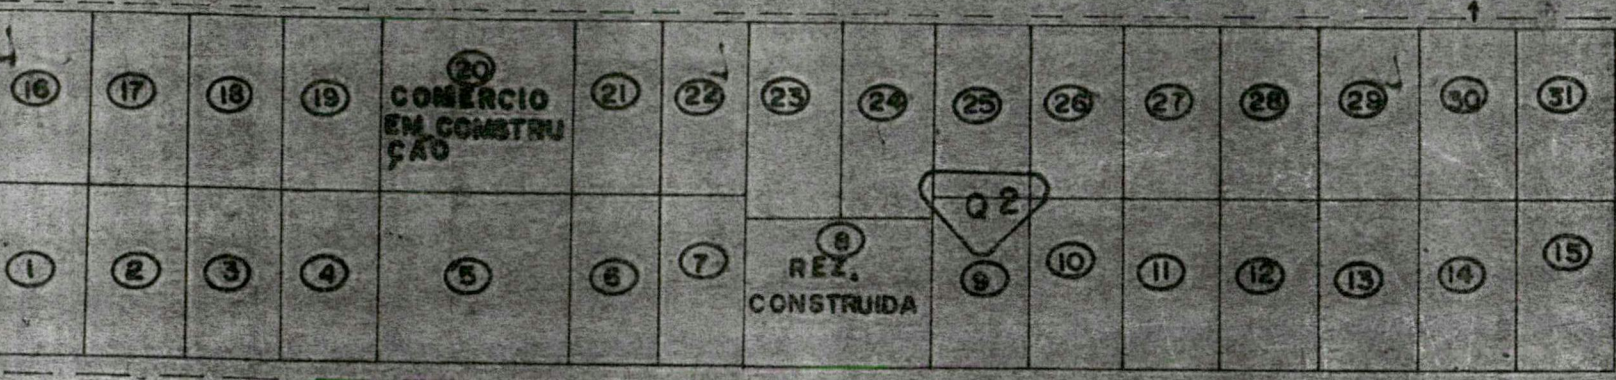 16 17 18 19 20 21 22 23 24 25 26 27 28 29 30 31
COMERCIO
EM CONSTRU
ÇÃO
Q 2
1 2 3 4 5 6 7 8 9 10 11 12 13 14 15
REZ.
CONSTRUIDA